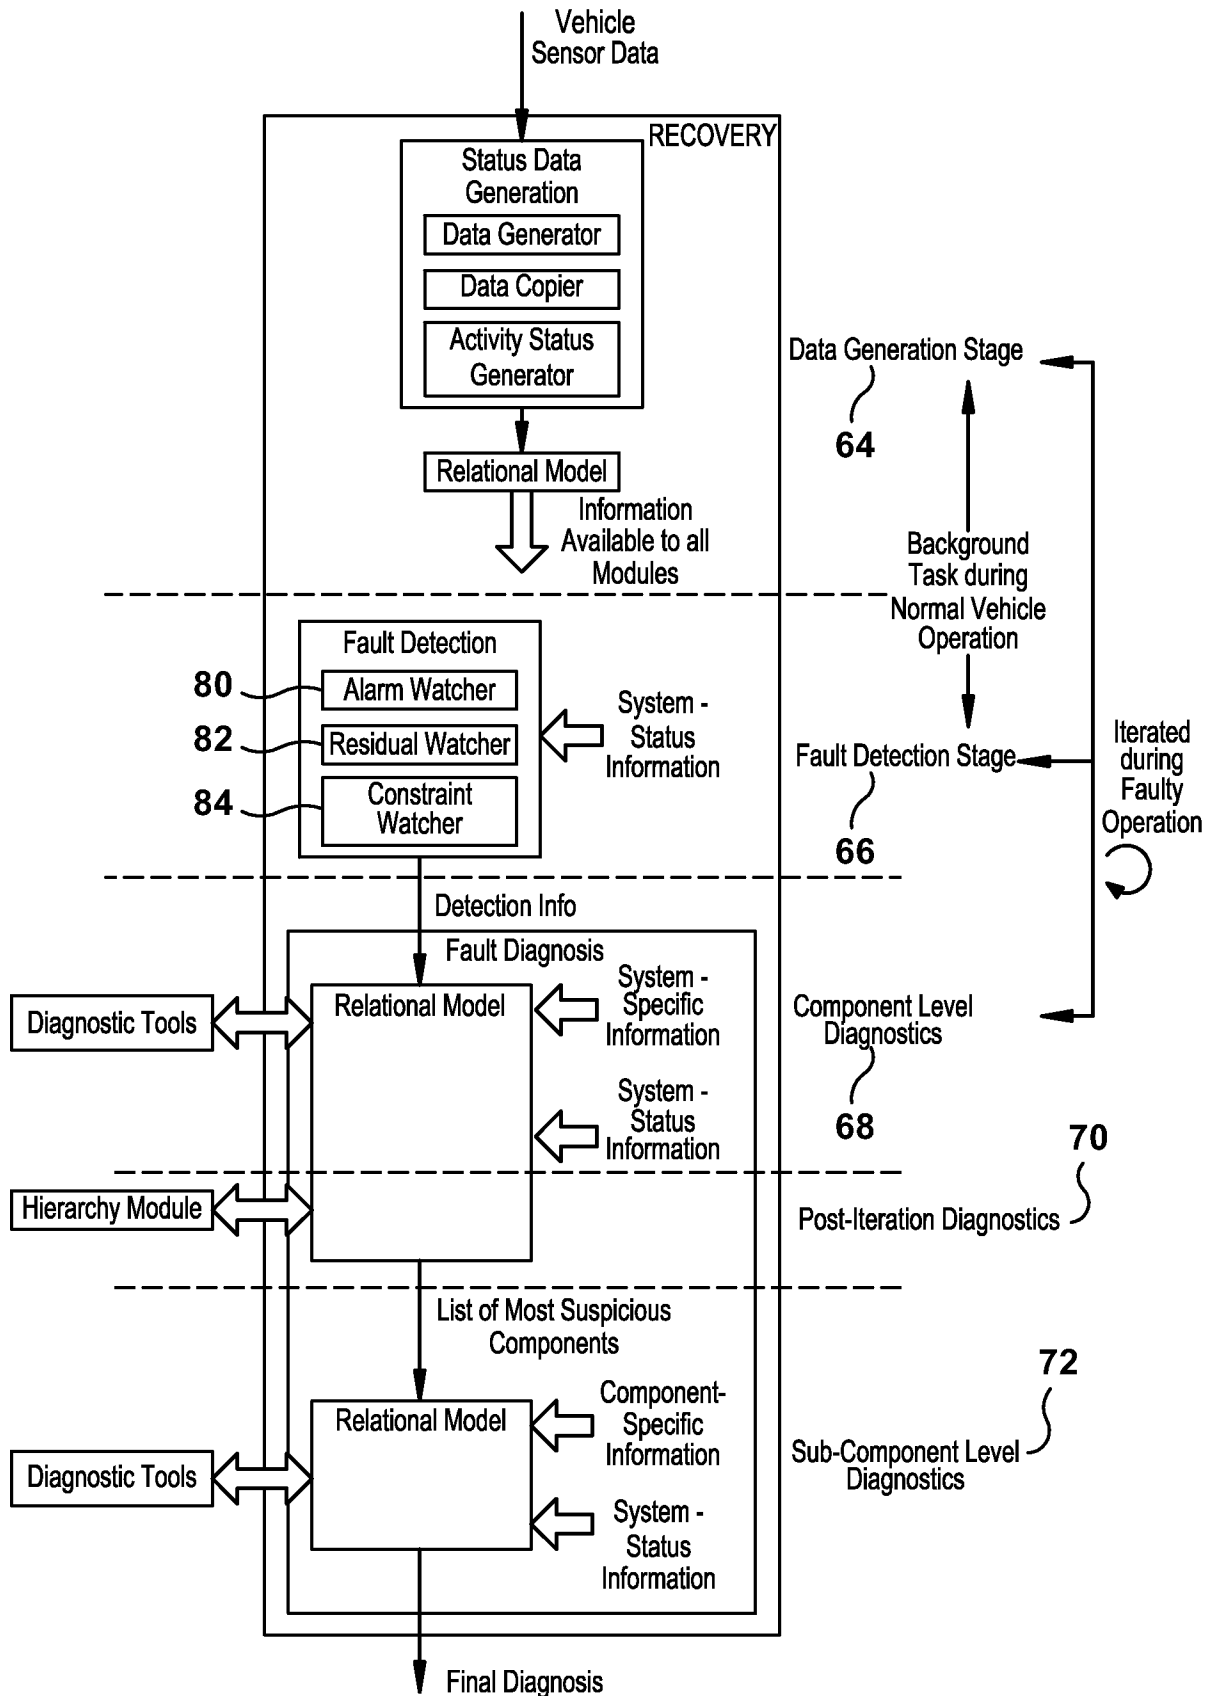 Vehicle
Sensor Data
RECOVERY
Status Data
Generation
Data Generator
Data Copier
Activity Status
Generator
Data Generation Stage
64
Relational Model
Information
Available to all
Modules
Background
Task during
Normal Vehicle
Operation
Fault Detection
80
Alarm Watcher
82
Residual Watcher
84
Constraint
Watcher
System -
Status
Information
Fault Detection Stage
66
Iterated
during
Faulty
Operation
Detection Info
Fault Diagnosis
Relational Model
Diagnostic Tools
System -
Specific
Information
System -
Status
Information
Component Level
Diagnostics
68
70
Hierarchy Module
Post-Iteration Diagnostics
List of Most Suspicious
Components
72
Relational Model
Component-
Specific
Information
Diagnostic Tools
System -
Status
Information
Sub-Component Level
Diagnostics
Final Diagnosis